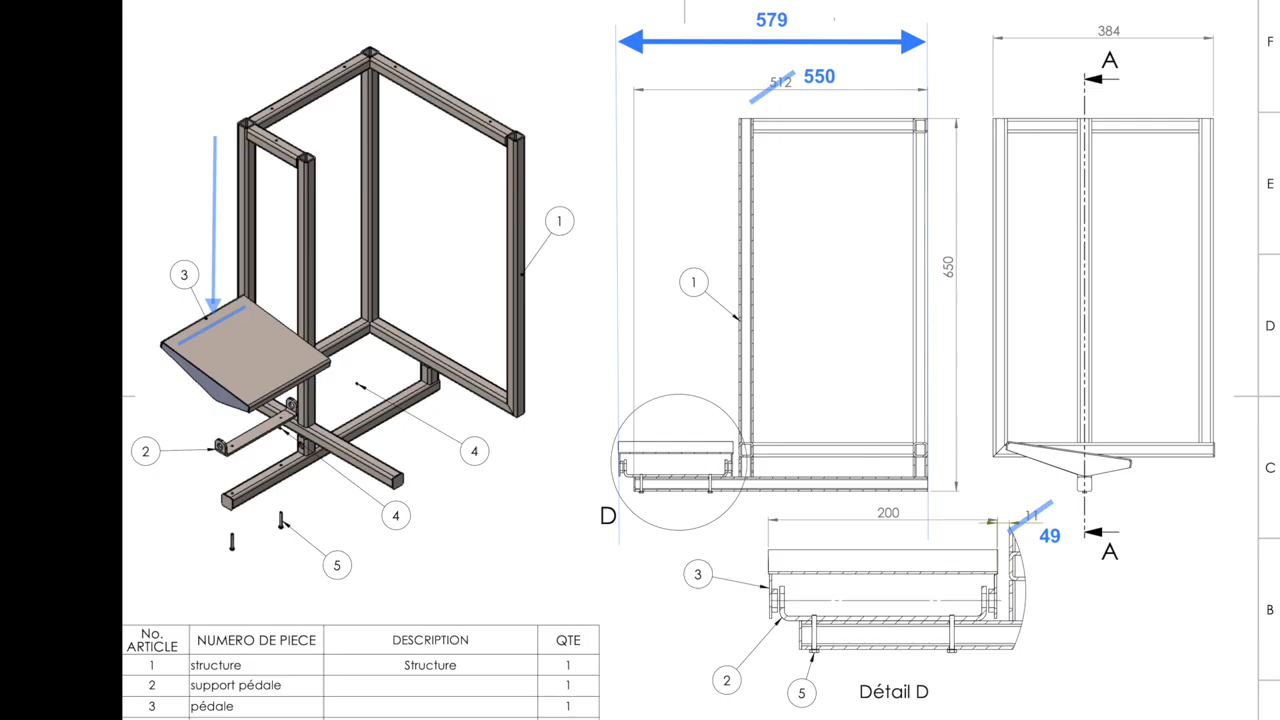 579
384
F
A
512
550
E
1
3
650
1
D
2
4
C
D
200
11
49
A
4
3
5
B
No.
ARTICLE
NUMERO DE PIECE
DESCRIPTION
QTE
1
structure
Structure
1
2
support pédale
1
3
pédale
1
2
5
Détail D